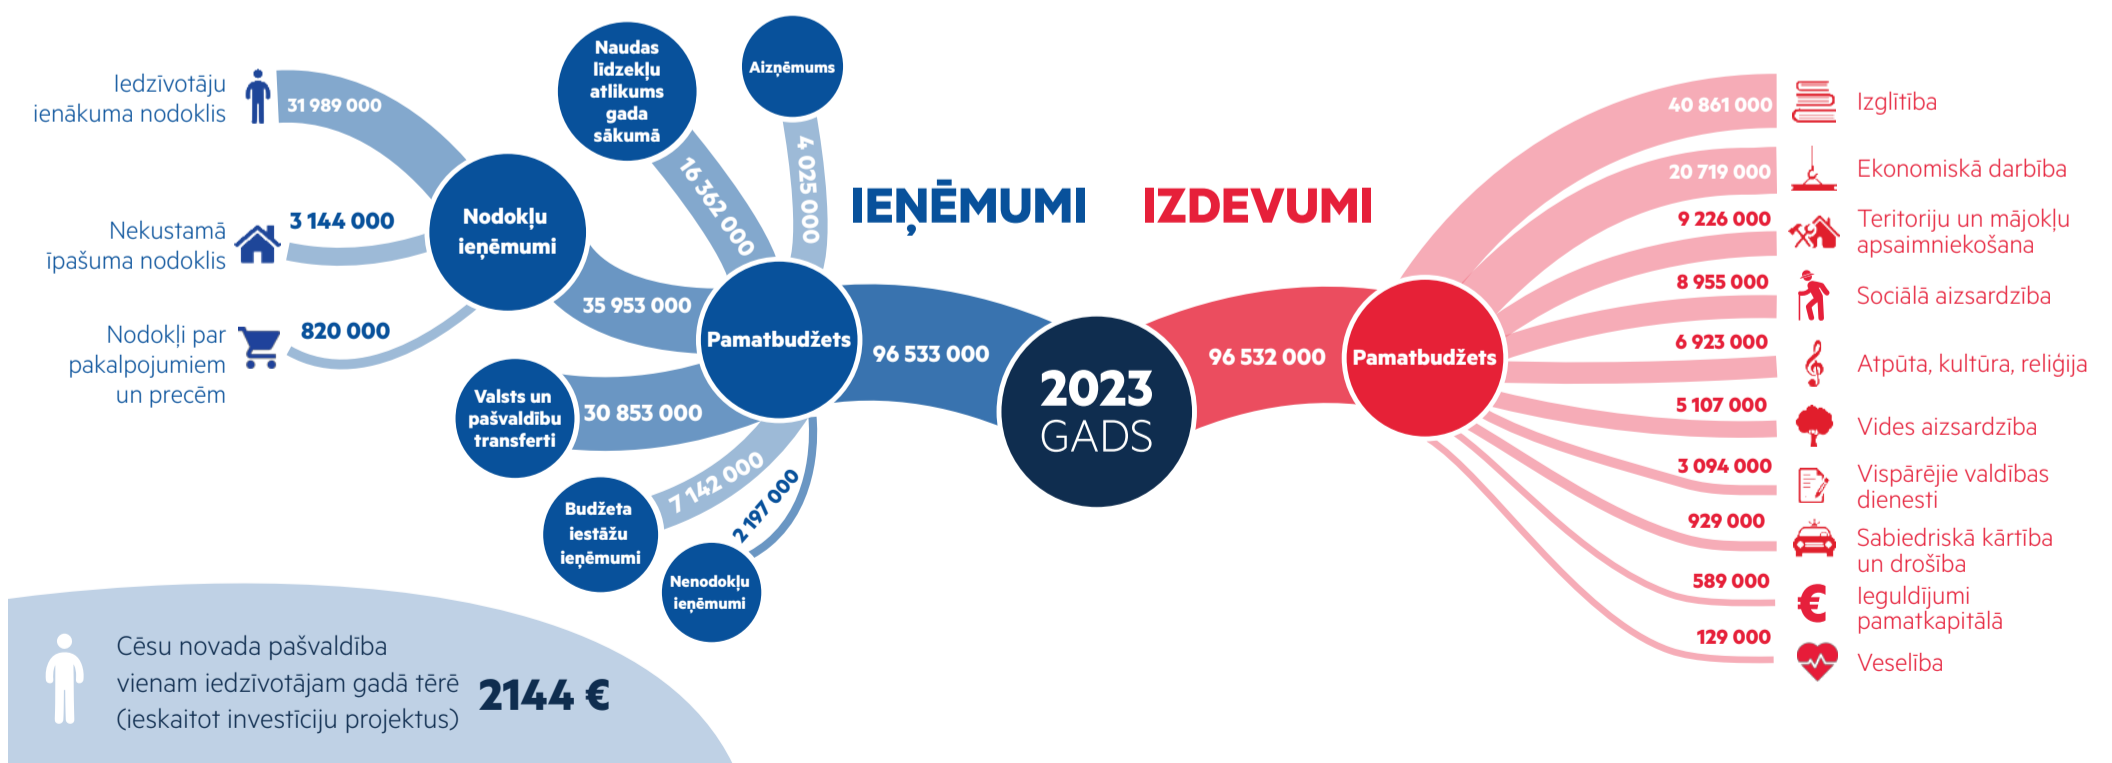 Iedzīvotāju
ienākuma nodoklis
31 989 000
Nekustamā
īpašuma nodoklis
3 144 000
Nodokļi par
pakalpojumiem
un precēm
820 000
Nodokļu
ieņēmumi
35 953 000
Naudas
līdzekļu
atlikums
gada
sākumā
16 362 000
Aizņēmums
4 025 000
Valsts un
pašvaldību
transferti
30 853 000
Budžeta
iestāžu
ieņēmumi
7 142 000
Nenodokļu
ieņēmumi
2 197 000
Pamatbudžets
96 533 000
IEŅĒMUMI
IZDEVUMI
2023
GADS
96 532 000
Pamatbudžets
40 861 000
Izglītība
20 719 000
Ekonomiskā darbība
9 226 000
Teritoriju un mājokļu
apsaimniekošana
8 955 000
Sociālā aizsardzība
6 923 000
Atpūta, kultūra, reliģija
5 107 000
Vides aizsardzība
3 094 000
Vispārējie valdības
dienesti
929 000
Sabiedriskā kārtība
un drošība
589 000
€
Ieguldījumi
pamatkapitālā
129 000
Veselība
Cēsu novada pašvaldība
vienam iedzīvotājam gadā tērē
(ieskaitot investīciju projektus)
2144 €